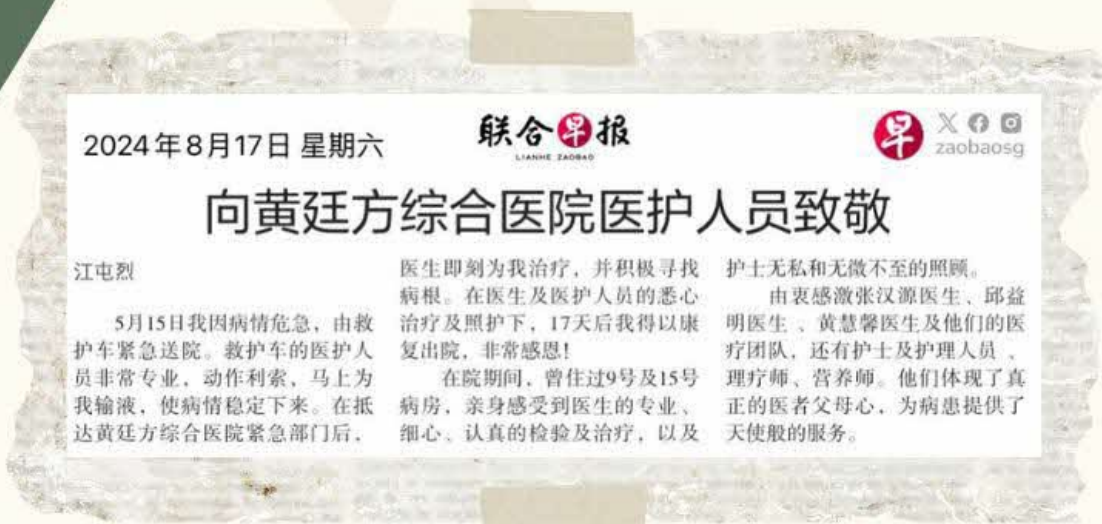 2024年8月17日 星期六
联合早报
LIANHE ZAOBAO
早
zaobaosg
向黄廷方综合医院医护人员致敬
江屯烈
5月15日我因病情危急，由救
护车紧急送院。救护车的医护人
员非常专业，动作利索，马上为
我输液，使病情稳定下来。在抵
达黄廷方综合医院紧急部门后，
医生即刻为我治疗，并积极寻找
病根。在医生及医护人员的悉心
治疗及照护下，17天后我得以康
复出院，非常感恩！
在院期间，曾住过9号及15号
病房，亲身感受到医生的专业、
细心、认真的检验及治疗，以及
护士无私和无微不至的照顾。
由衷感激张汉源医生、邱益
明医生、黄慧馨医生及他们的医
疗团队，还有护士及护理人员、
理疗师、营养师。他们体现了真
正的医者父母心，为病患提供了
天使般的服务。